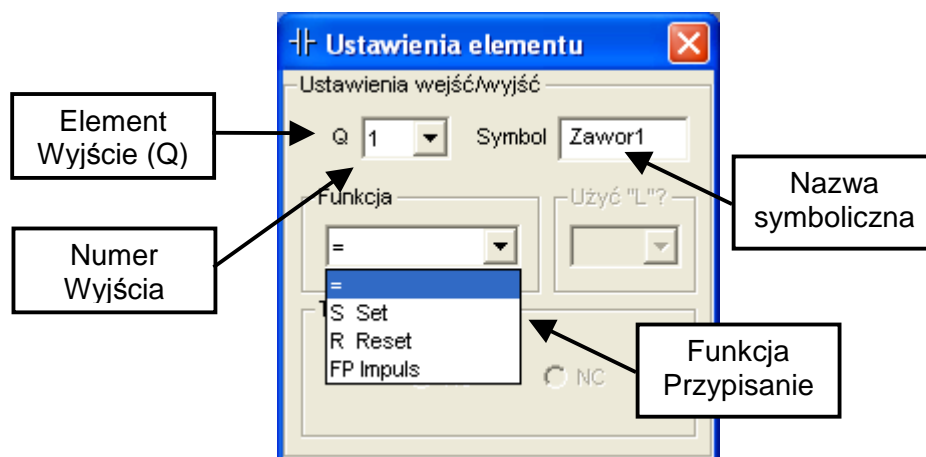 Ustawienia elementu
Ustawienia wejść/wyjść
Element
Wyjście (Q)
Q 1 Symbol Zawor1
Nazwa
symboliczna
Funkcja
Użyć "L"?
=
Numer
Wyjścia
=
S Set
R Reset
FP Impuls
NC
Funkcja
Przypisanie